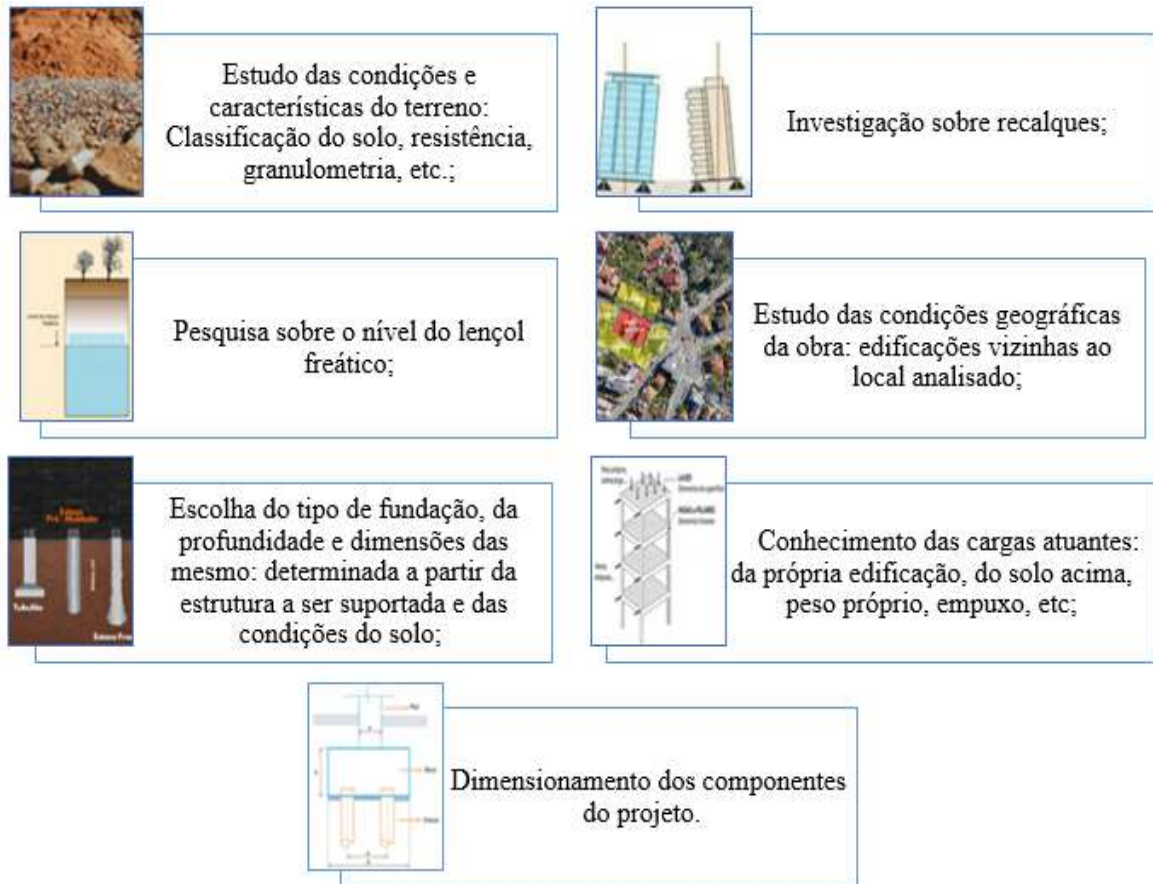 Estudo das condições e
características do terreno:
Classificação do solo, resistência,
granulometria, etc.;
Investigação sobre recalques;
Pesquisa sobre o nível do lençol
freático;
Estudo das condições geográficas
da obra: edificações vizinhas ao
local analisado;
Escolha do tipo de fundação, da
profundidade e dimensões das
mesmo: determinada a partir da
estrutura a ser suportada e das
condições do solo;
Tubulão
Conhecimento das cargas atuantes:
da própria edificação, do solo acima,
peso próprio, empuxo, etc;
Dimensionamento dos componentes
do projeto.